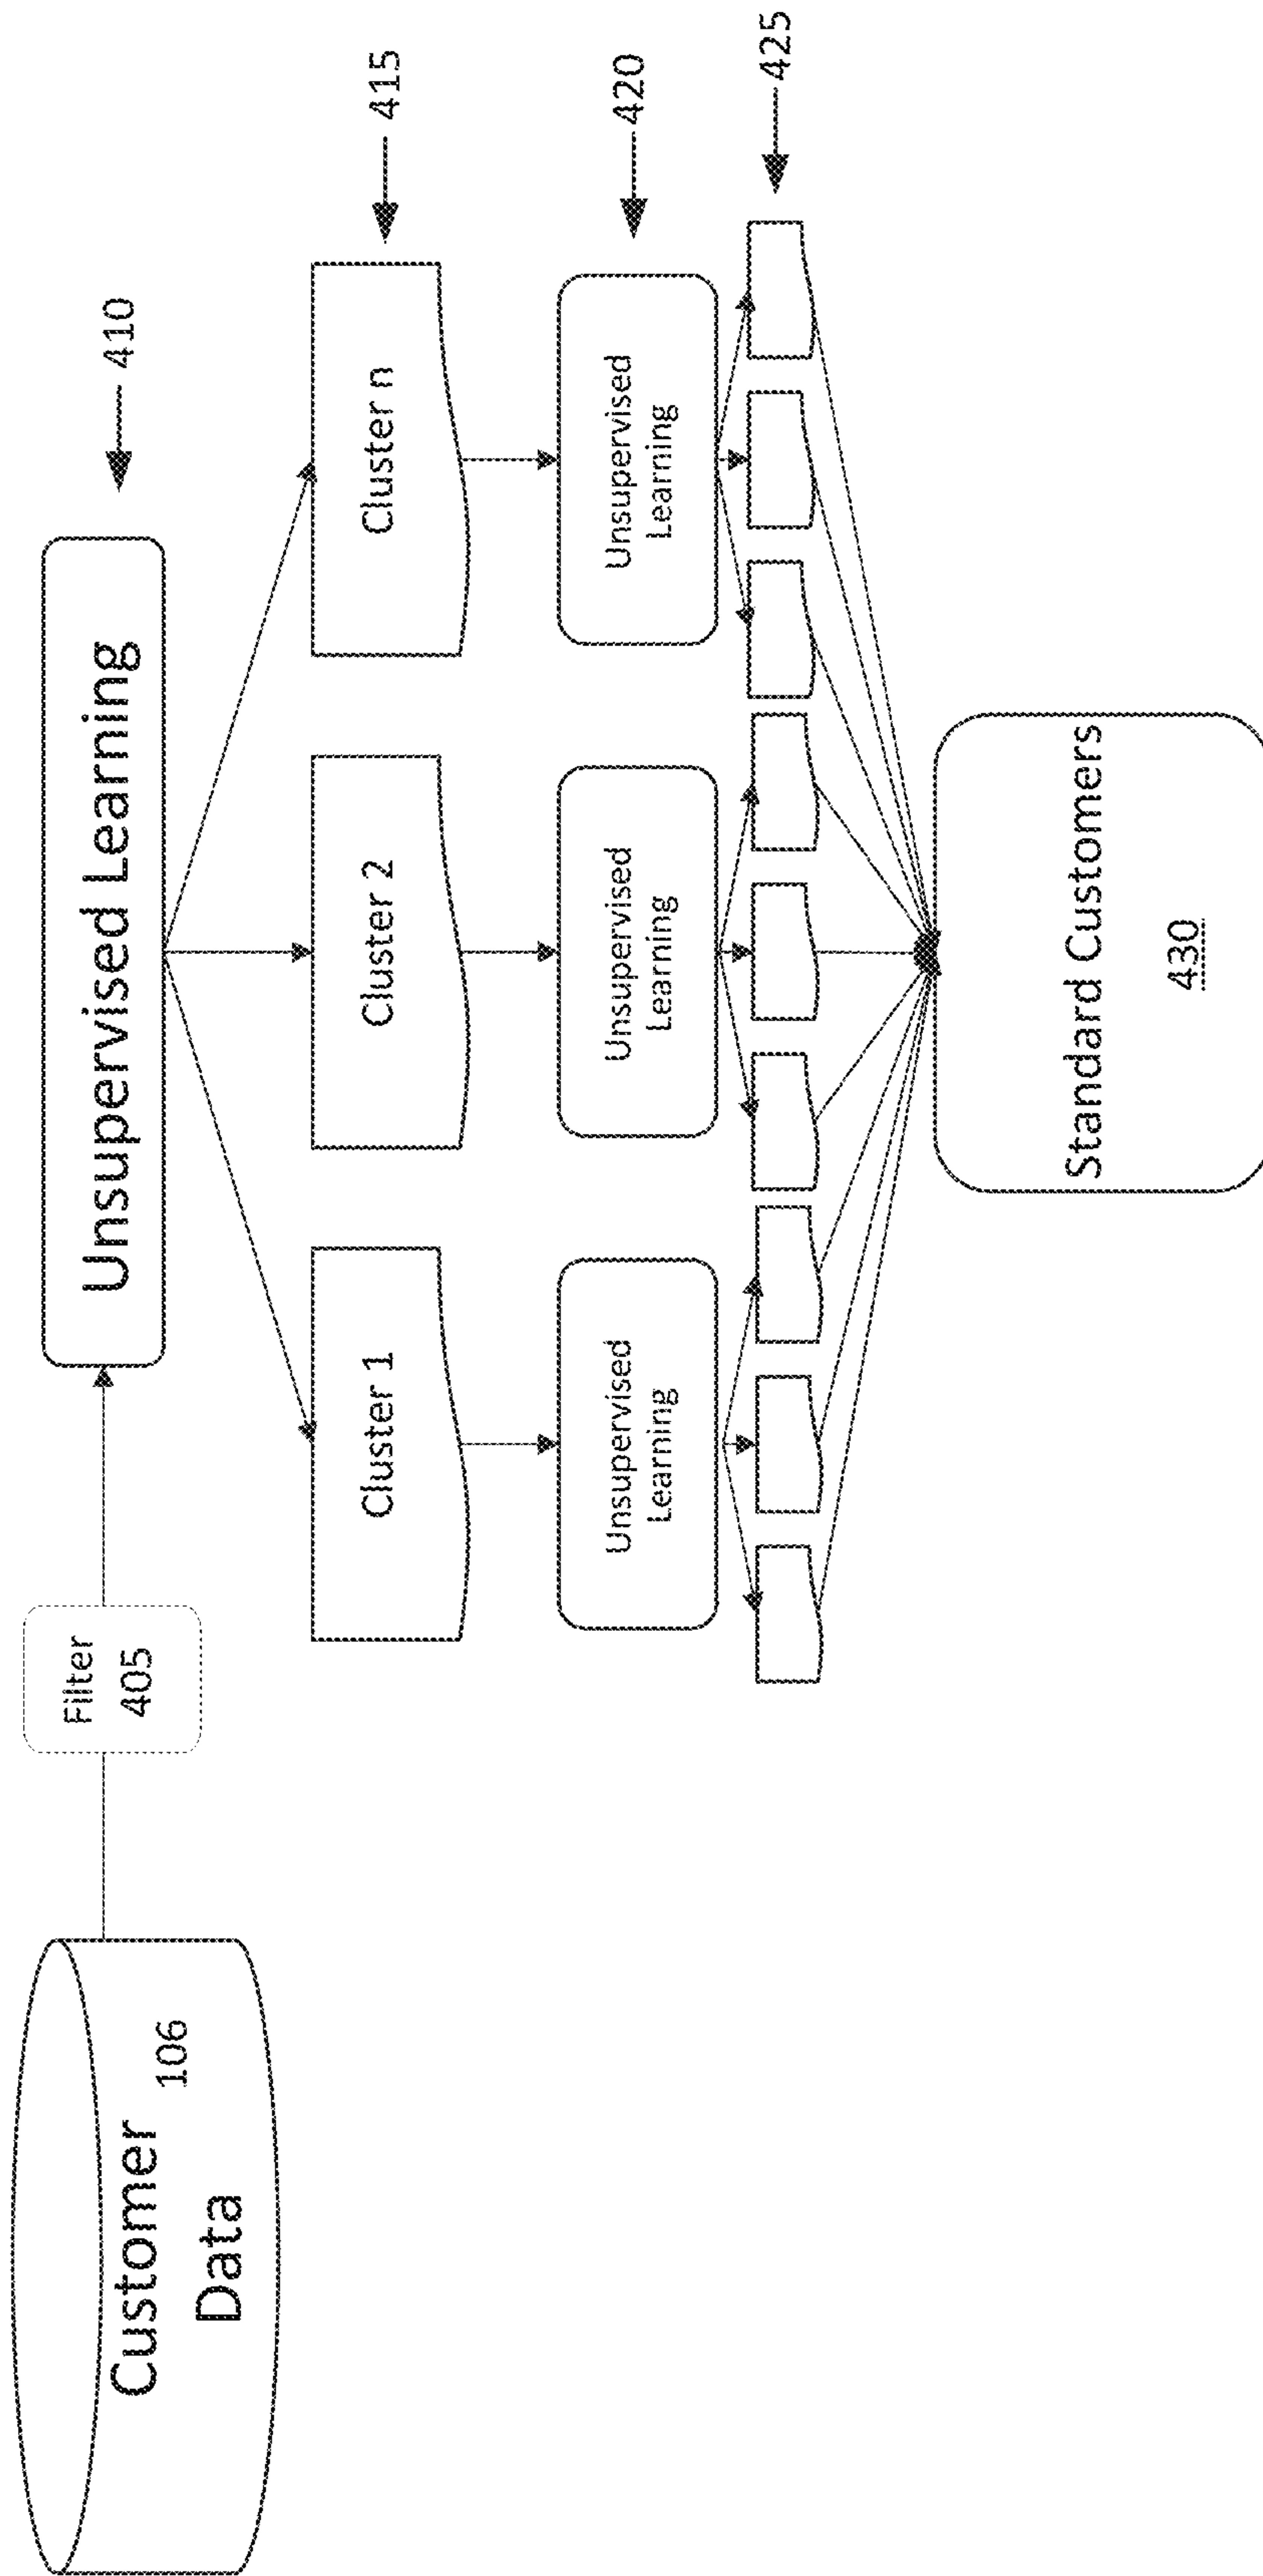 Customer
Data
106
Filter
405
Unsupervised Learning
410
Cluster 1
Cluster 2
Cluster n
415
Unsupervised
Learning
Unsupervised
Learning
Unsupervised
Learning
420
425
Standard Customers
430